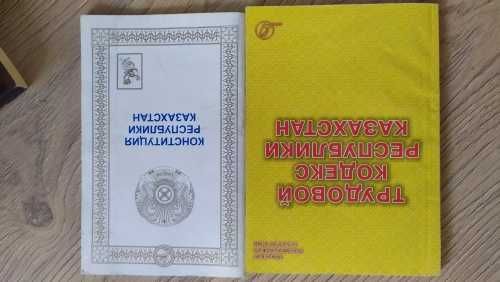 КОНСТИТУЦИЯ
РЕСПУБЛИКИ
КАЗАХСТАН
ТРУДОВОЙ
КОДЕКС
РЕСПУБЛИКИ
КАЗАХСТАН